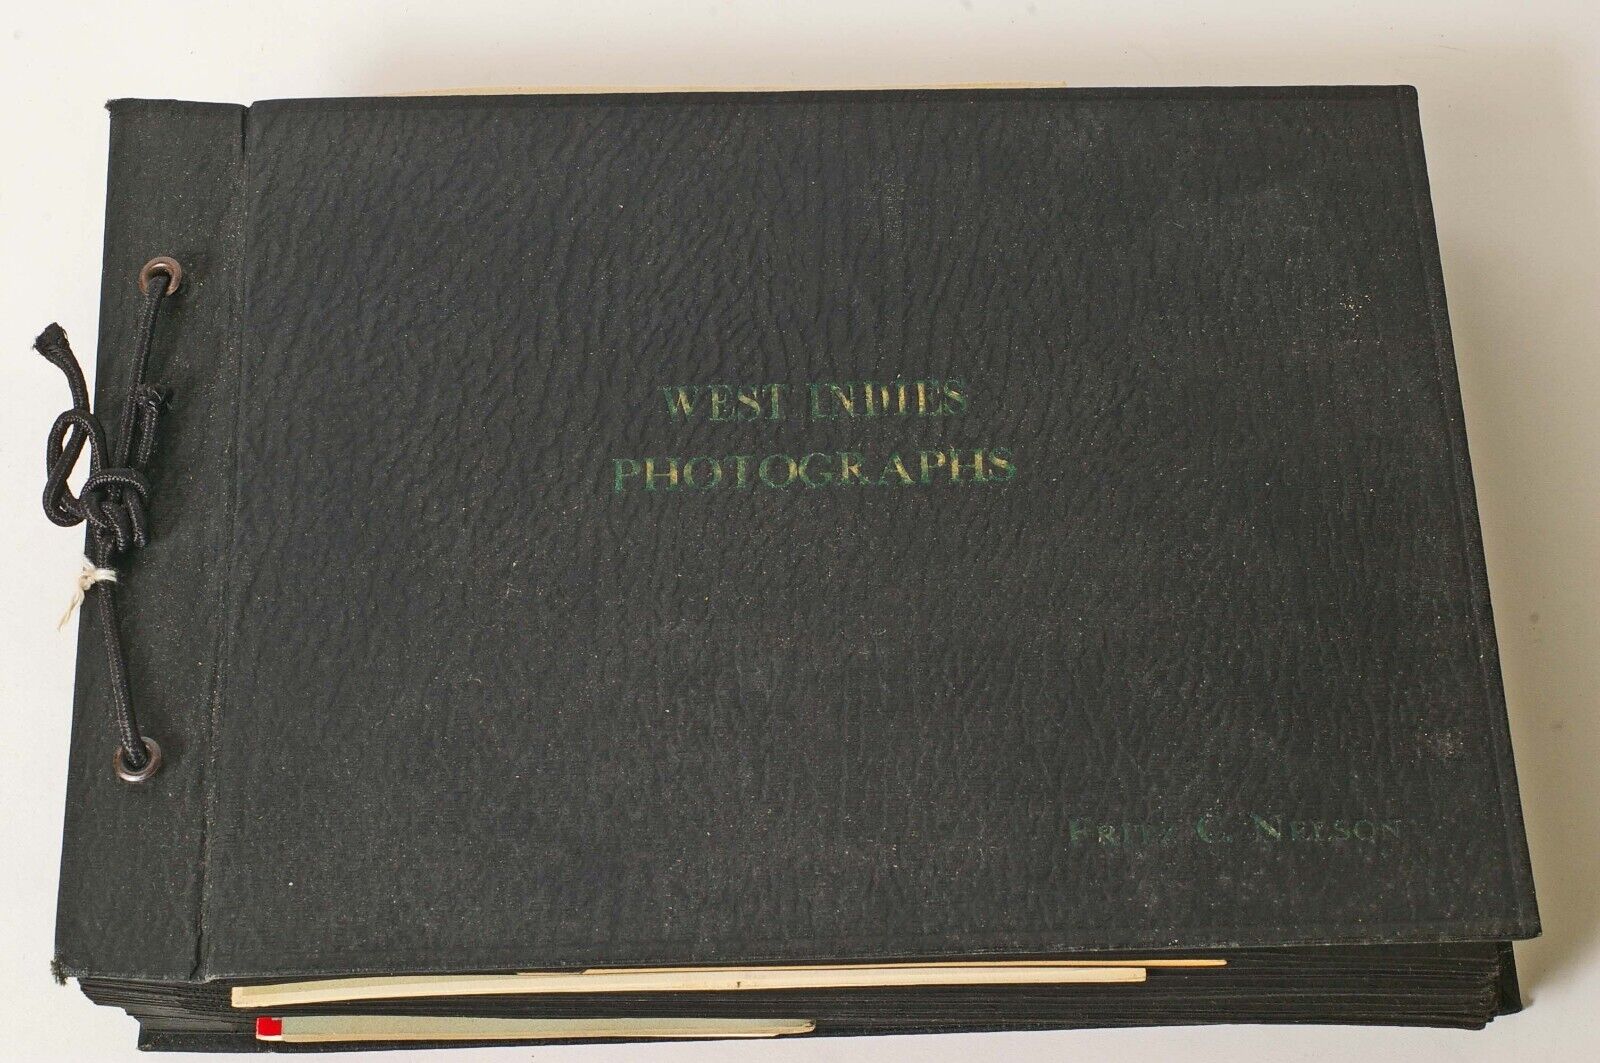 WEST INDIES
PHOTOGRAPHS
FRITZ C. NELSON